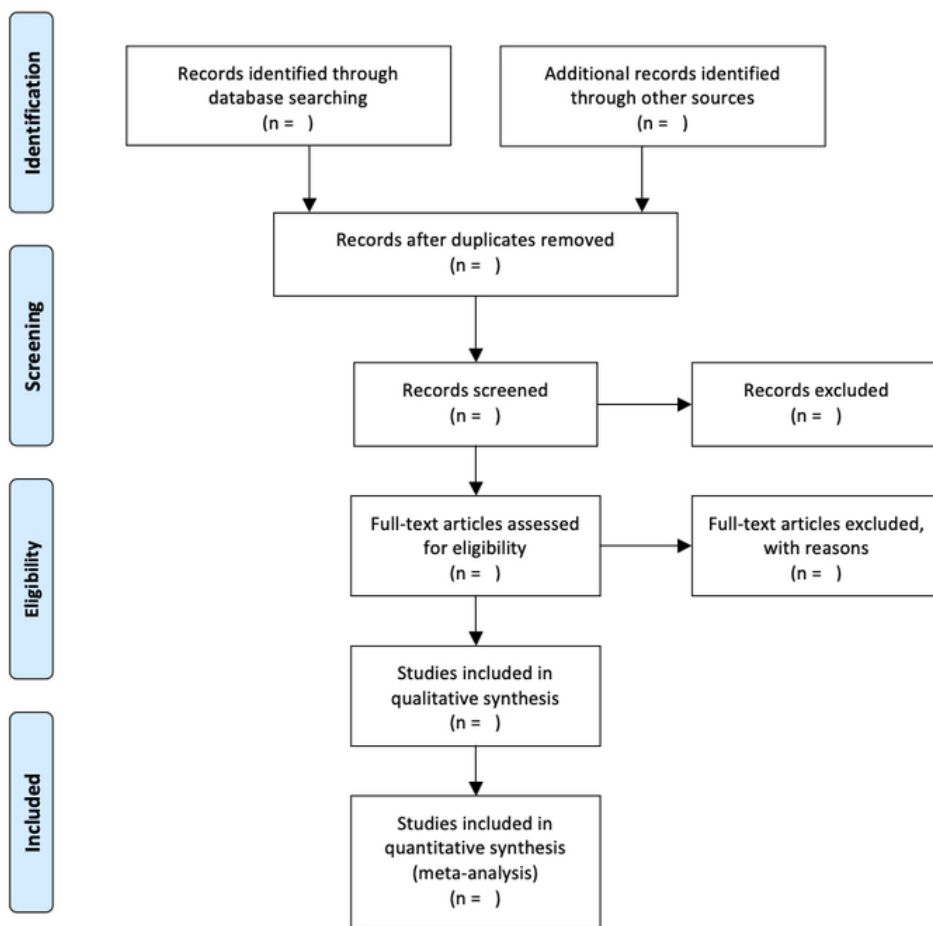 Identification
Records identified through
database searching
(n =   )
Additional records identified
through other sources
(n =   )
Records after duplicates removed
(n =   )
Screening
Records screened
(n =   )
Records excluded
(n =   )
Eligibility
Full-text articles assessed
for eligibility
(n =   )
Full-text articles excluded,
with reasons
(n =   )
Studies included in
qualitative synthesis
(n =   )
Included
Studies included in
quantitative synthesis
(meta-analysis)
(n =   )